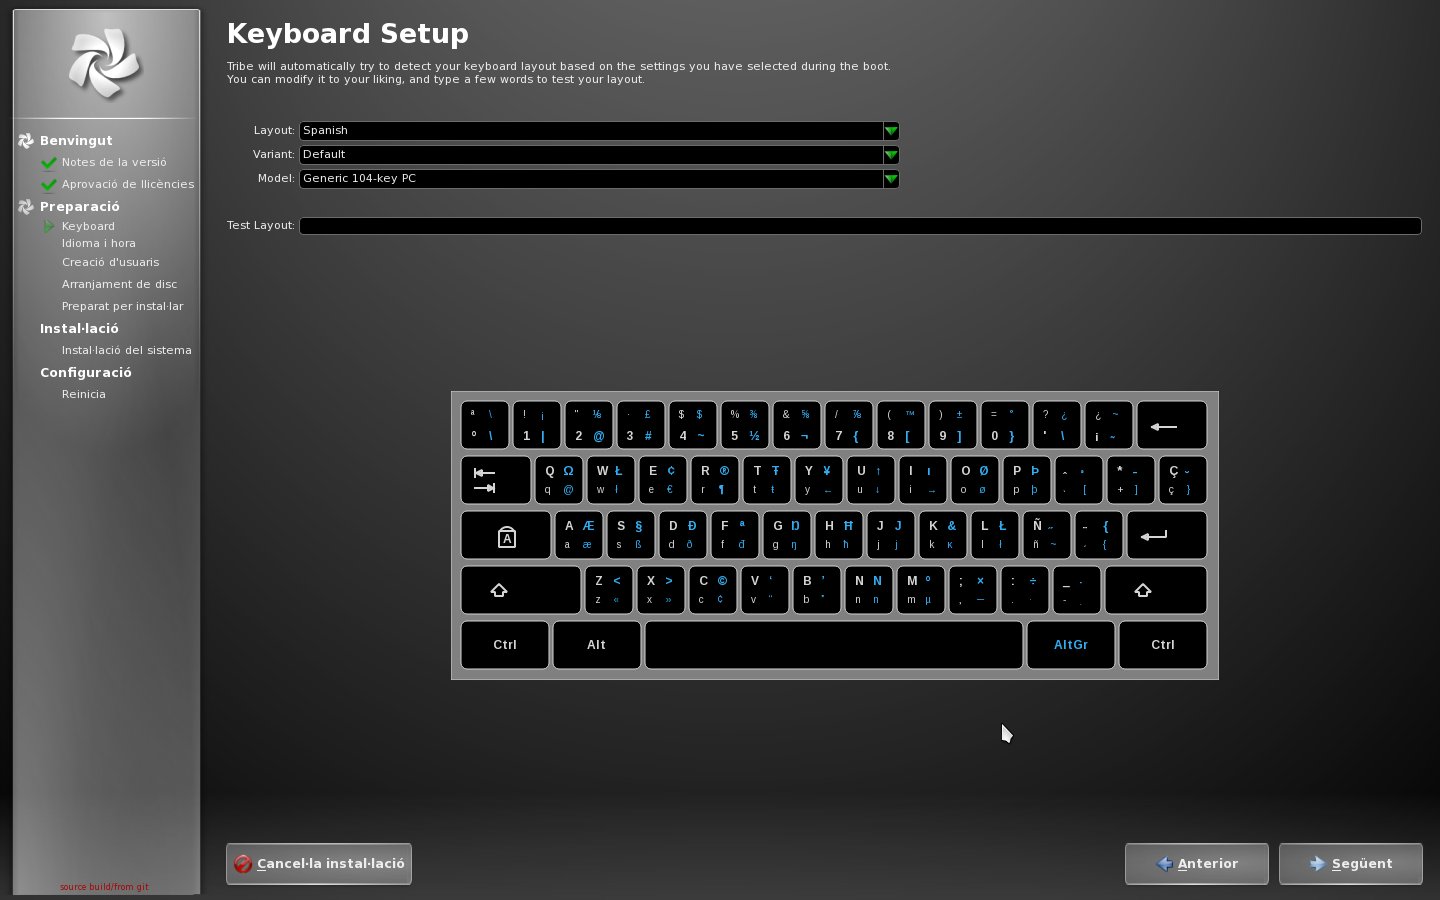 Keyboard Setup
Tribe will automatically try to detect your keyboard layout based on the settings you have selected during the boot.
You can modify it to your liking, and type a few words to test your layout.
Layout: Spanish
Variant: Default
Model: Generic 104-key PC
Test Layout:
Benvingut
Notes de la versió
Aprovació de llicències
Preparació
Keyboard
Idioma i hora
Creació d'usuaris
Arranjament de disc
Preparat per instal·lar
Instal·lació
Instal·lació del sistema
Configuració
Reinicia
source build/from git
ª \ ! ¡ " ⅛ · £ $ $ % ⅜ & ⅝ / ⅞ ( ™ ) ± = ° ? ¿ ¿ ~
º \ 1 | 2 @ 3 # 4 ~ 5 ½ 6 ¬ 7 { 8 [ 9 ] 0 } ' \ ¡ ~
Q Ω W Ł E ¢ R ® T Ŧ Y ¥ U ↑ I ı O Ø P Þ ^ ° * ¯ Ç ˘
q @ w ł e € r ¶ t ŧ y ← u ↓ i → o ø p þ ` [ + ] ç }
A Æ S § D Ð F ª G Ŋ H Ħ J J K & L Ł Ñ ˝ ¨ {
A a æ s ß d ð f đ g ŋ h ħ j j k ĸ l ł ñ ~ ´ {
Z < X > C © V ‘ B ’ N N M º ; × : ÷ _ ˙
z « x » c ¢ v “ b ” n n m µ , ─ . · - .
Ctrl Alt AltGr Ctrl
Cancel·la instal·lació
Anterior
Següent